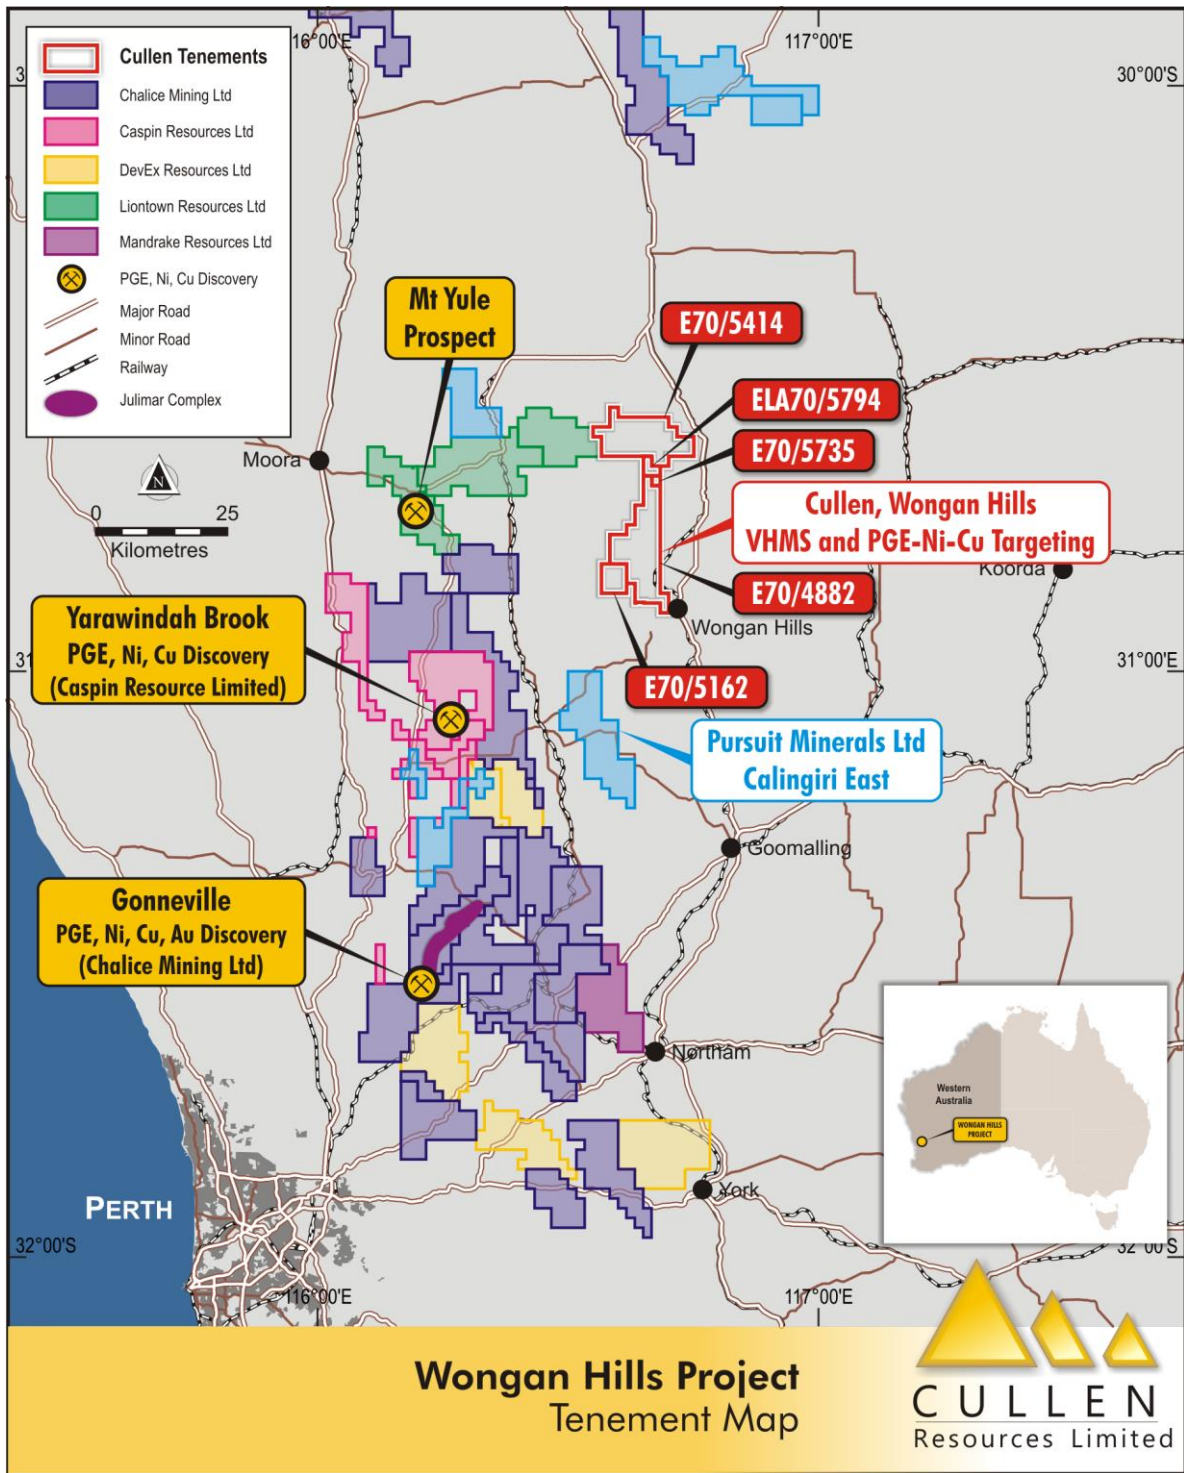 16°00'E
117°00'E
3
30°00'S
Cullen Tenements
Chalice Mining Ltd
Caspin Resources Ltd
DevEx Resources Ltd
Liontown Resources Ltd
Mandrake Resources Ltd
PGE, Ni, Cu Discovery
Major Road
Minor Road
Railway
Julimar Complex
Mt Yule
Prospect
E70/5414
ELA70/5794
E70/5735
Moora
N
0 25
Kilometres
Cullen, Wongan Hills
VHMS and PGE-Ni-Cu Targeting
Koorda
E70/4882
Yarawindah Brook
PGE, Ni, Cu Discovery
(Caspin Resource Limited)
Wongan Hills
31
31°00'E
E70/5162
Pursuit Minerals Ltd
Calingiri East
Goomalling
Gonneville
PGE, Ni, Cu, Au Discovery
(Chalice Mining Ltd)
Northam
Western
Australia
WONGAN HILLS
PROJECT
York
PERTH
32°00'S
32°00'S
116°00'E
117°00'E
Wongan Hills Project
Tenement Map
CULLEN
Resources Limited